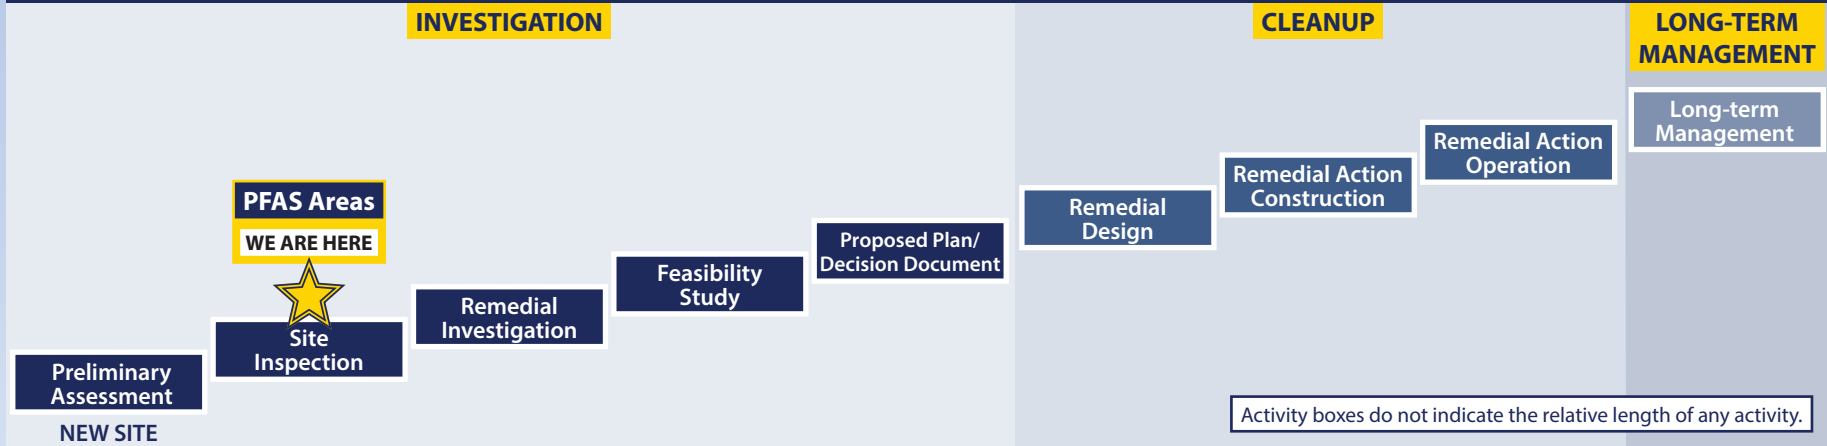 INVESTIGATION
CLEANUP
LONG-TERM
MANAGEMENT
Preliminary
Assessment
NEW SITE
PFAS Areas
WE ARE HERE
Site
Inspection
Remedial
Investigation
Feasibility
Study
Proposed Plan/
Decision Document
Remedial
Design
Remedial Action
Construction
Remedial Action
Operation
Long-term
Management
Activity boxes do not indicate the relative length of any activity.